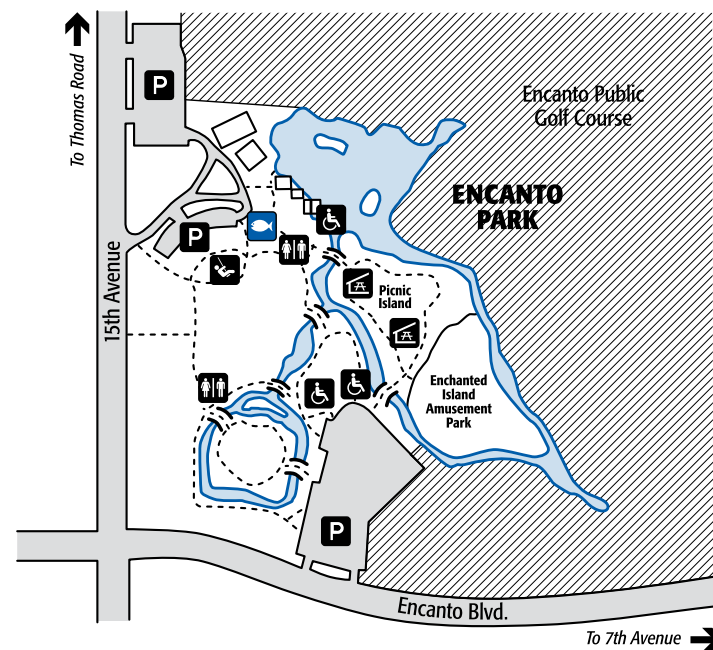 To Thomas Road
P
Encanto Public
Golf Course
ENCANTO
PARK
P
15th Avenue
Picnic
Island
Enchanted
Island
Amusement
Park
P
Encanto Blvd.
To 7th Avenue